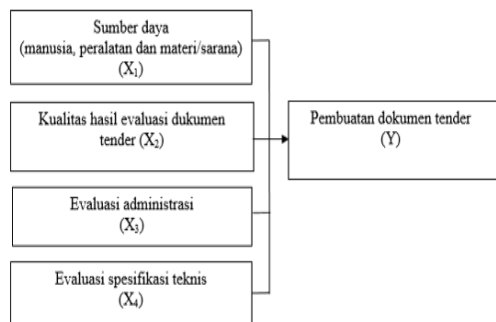 Sumber daya
(manusia, peralatan dan materi/sarana)
(X₁)
Kualitas hasil evaluasi dukumen
tender (X₂)
Pembuatan dokumen tender
(Y)
Evaluasi administrasi
(X₃)
Evaluasi spesifikasi teknis
(X₄)